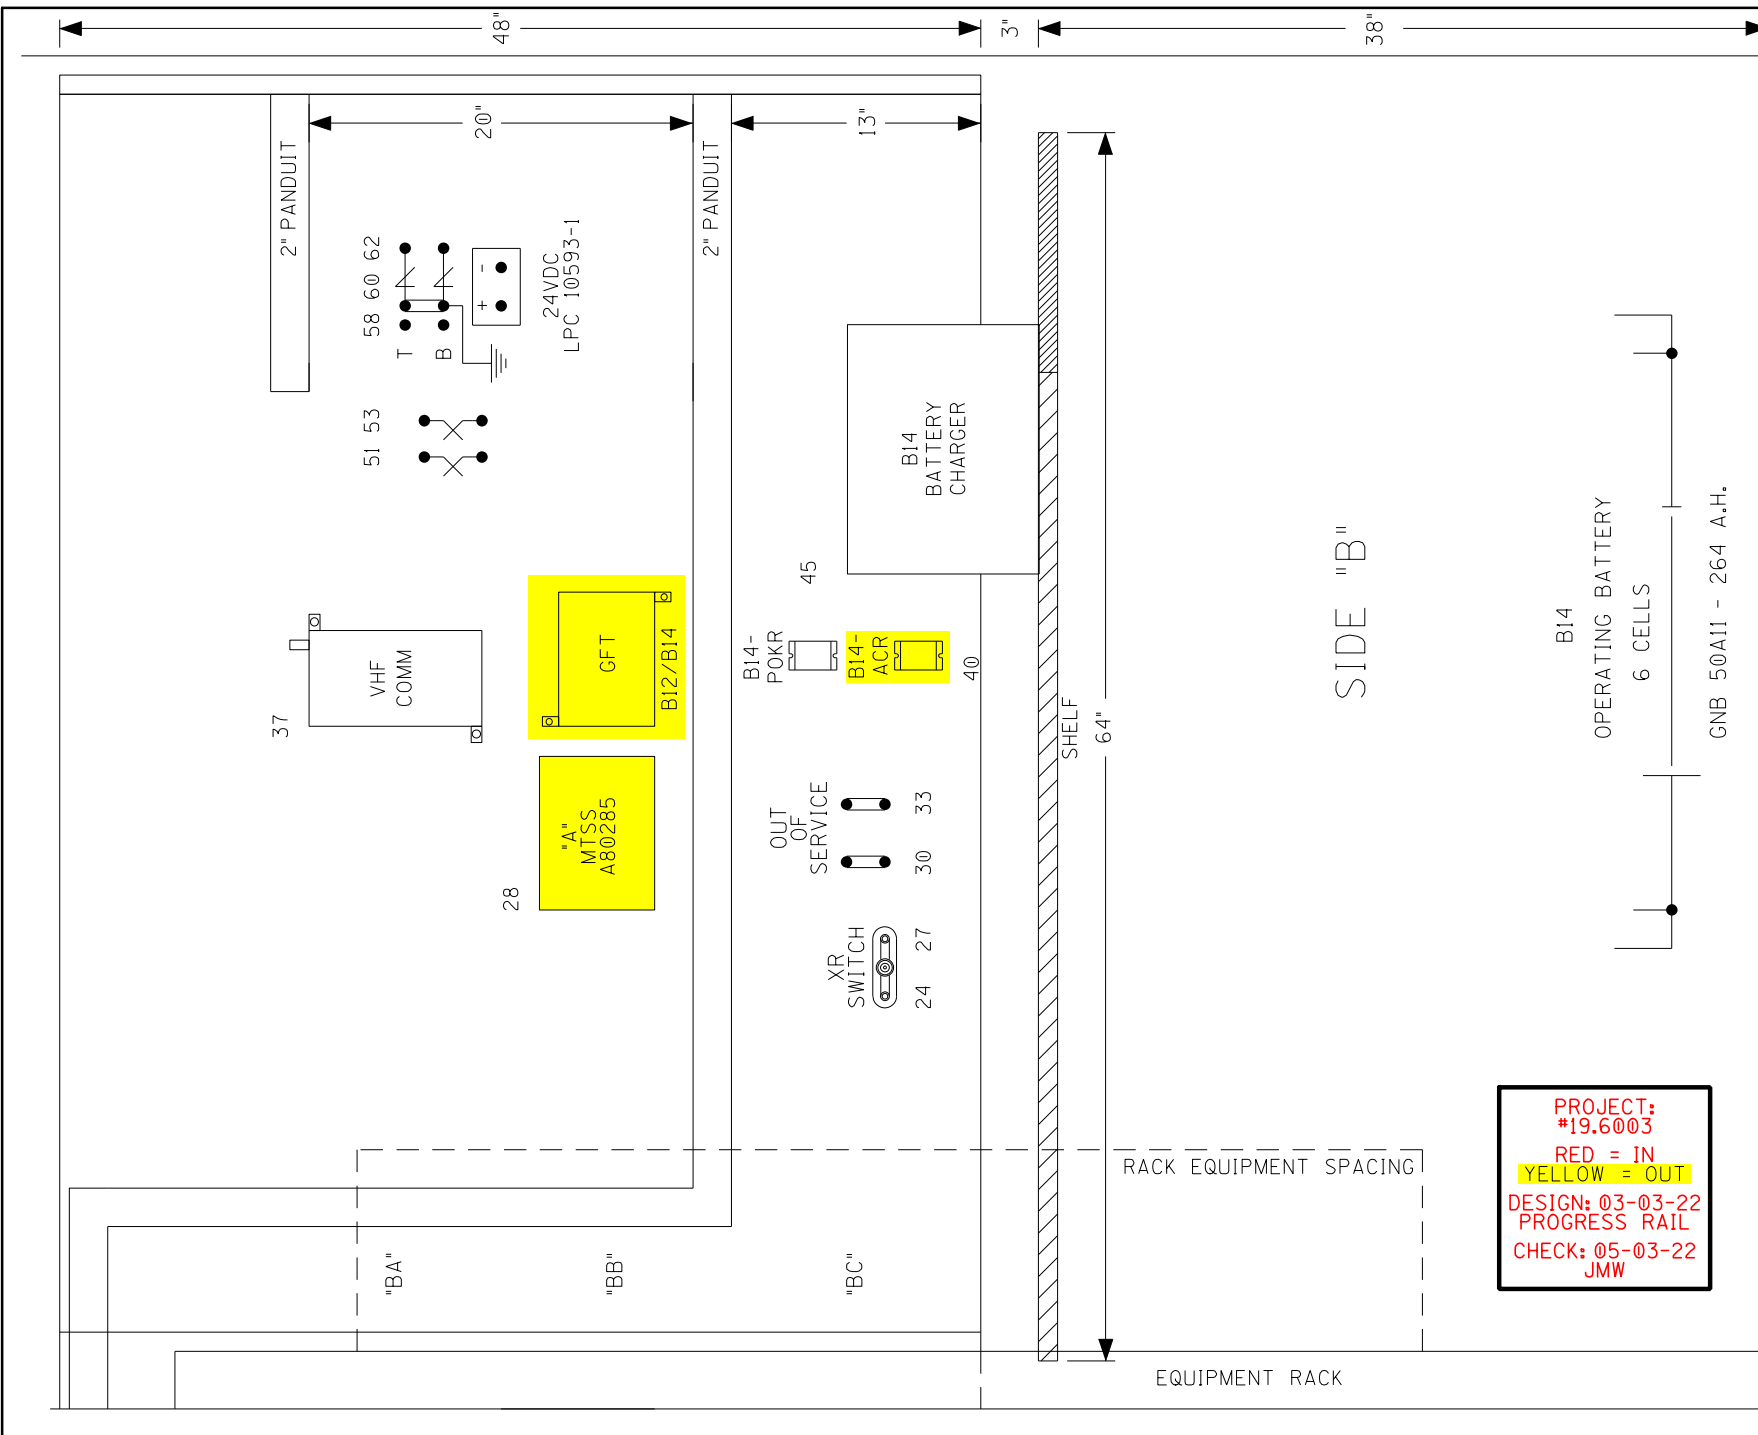 48"
3"
38"
20"
13"
2" PANDUIT
2" PANDUIT
58 60 62
T
B
+ -
24VDC
LPC 10593-1
51 53
B14
BATTERY
CHARGER
37
VHF
COMM
GFT
B12/B14
45
B14-
POKR
B14-
ACR
40
28
"A"
MTSS
A80285
OUT
OF
SERVICE
30 33
XR
SWITCH
24 27
SHELF
64"
SIDE "B"
B14
OPERATING BATTERY
6 CELLS
GNB 50A11 - 264 A.H.
RACK EQUIPMENT SPACING
"BA"
"BB"
"BC"
EQUIPMENT RACK
PROJECT:
#19.6003
RED = IN
YELLOW = OUT
DESIGN: 03-03-22
PROGRESS RAIL
CHECK: 05-03-22
JMW